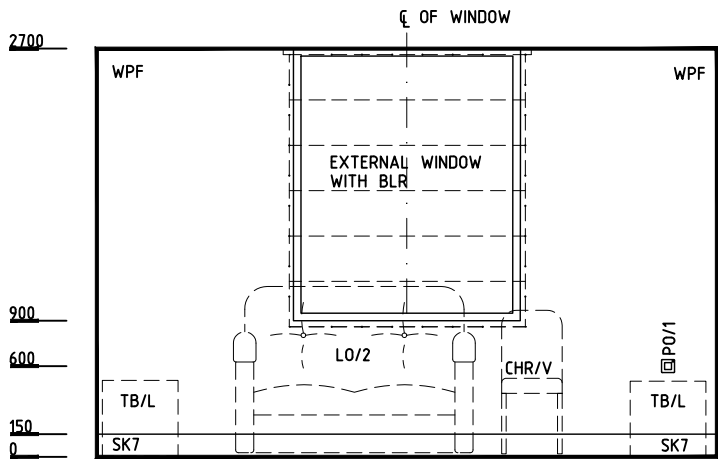 ℄ OF WINDOW
2700
WPF
WPF
EXTERNAL WINDOW
WITH BLR
900
PO/1
LO/2
600
CHR/V
TB/L
TB/L
150
SK7
SK7
0